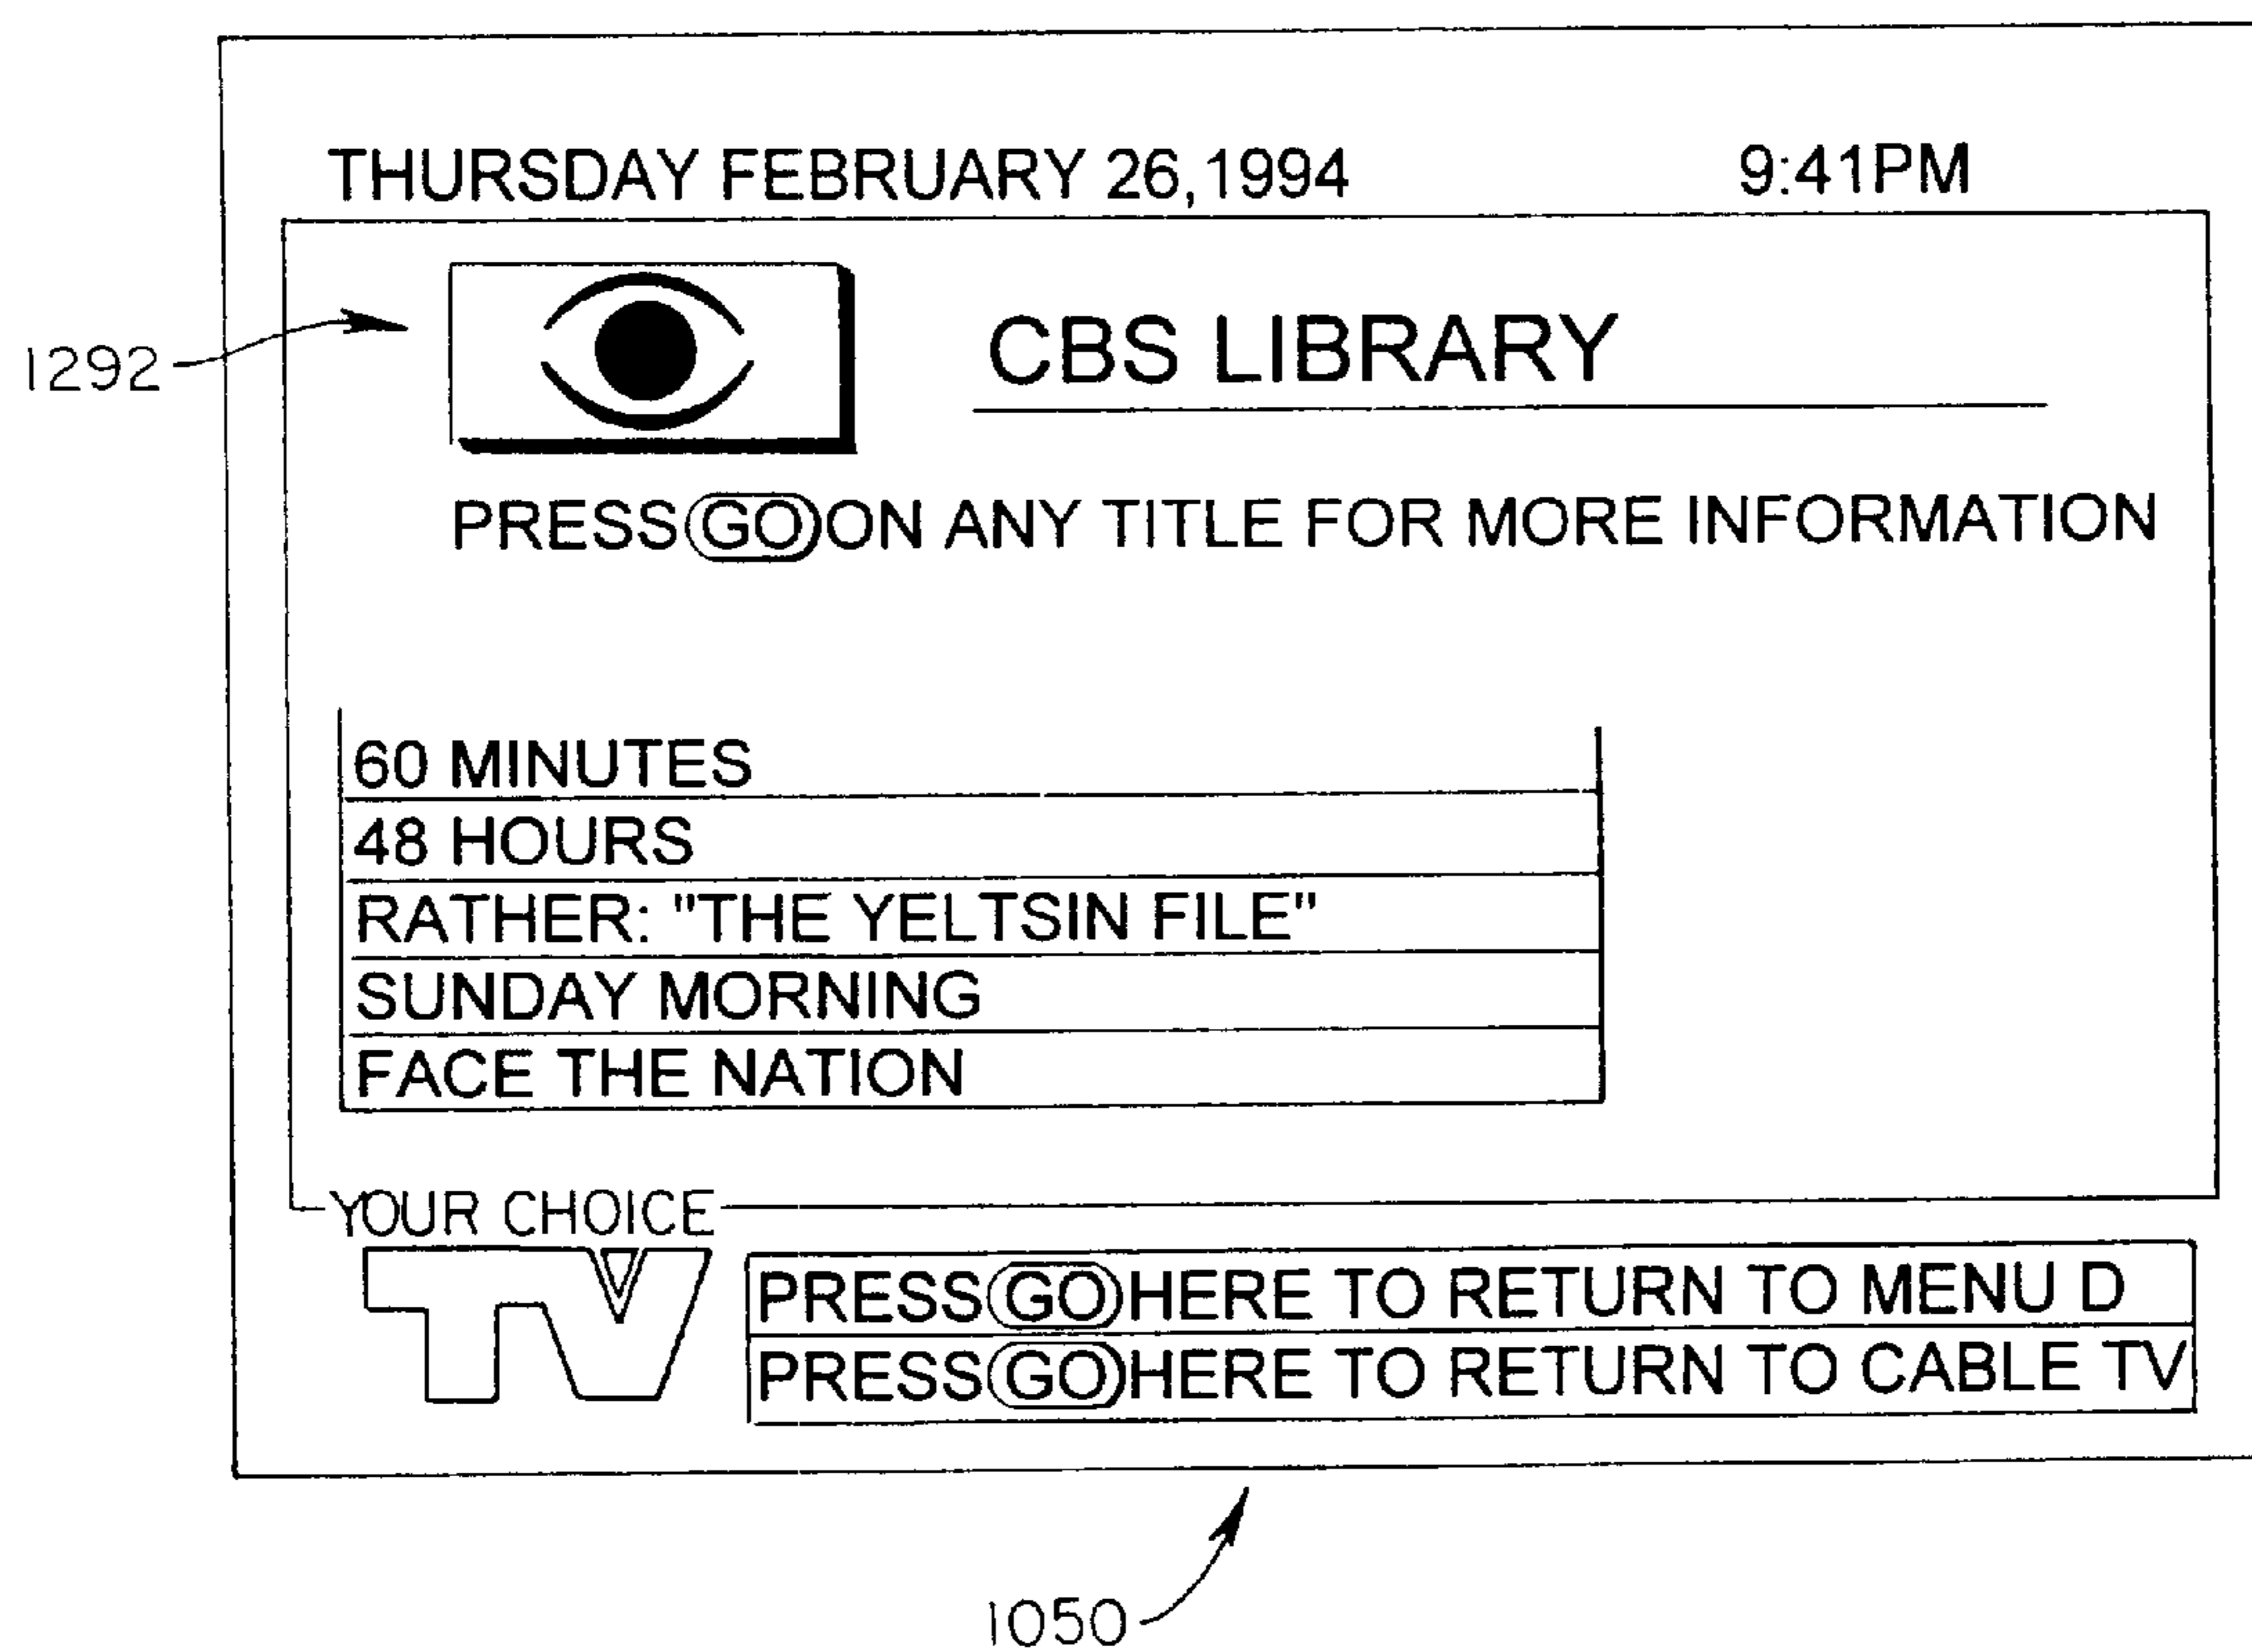 THURSDAY FEBRUARY 26,1994 9:41PM
1292
CBS LIBRARY
PRESS GO ON ANY TITLE FOR MORE INFORMATION
60 MINUTES
48 HOURS
RATHER: "THE YELTSIN FILE"
SUNDAY MORNING
FACE THE NATION
YOUR CHOICE
TV
PRESS GO HERE TO RETURN TO MENU D
PRESS GO HERE TO RETURN TO CABLE TV
1050